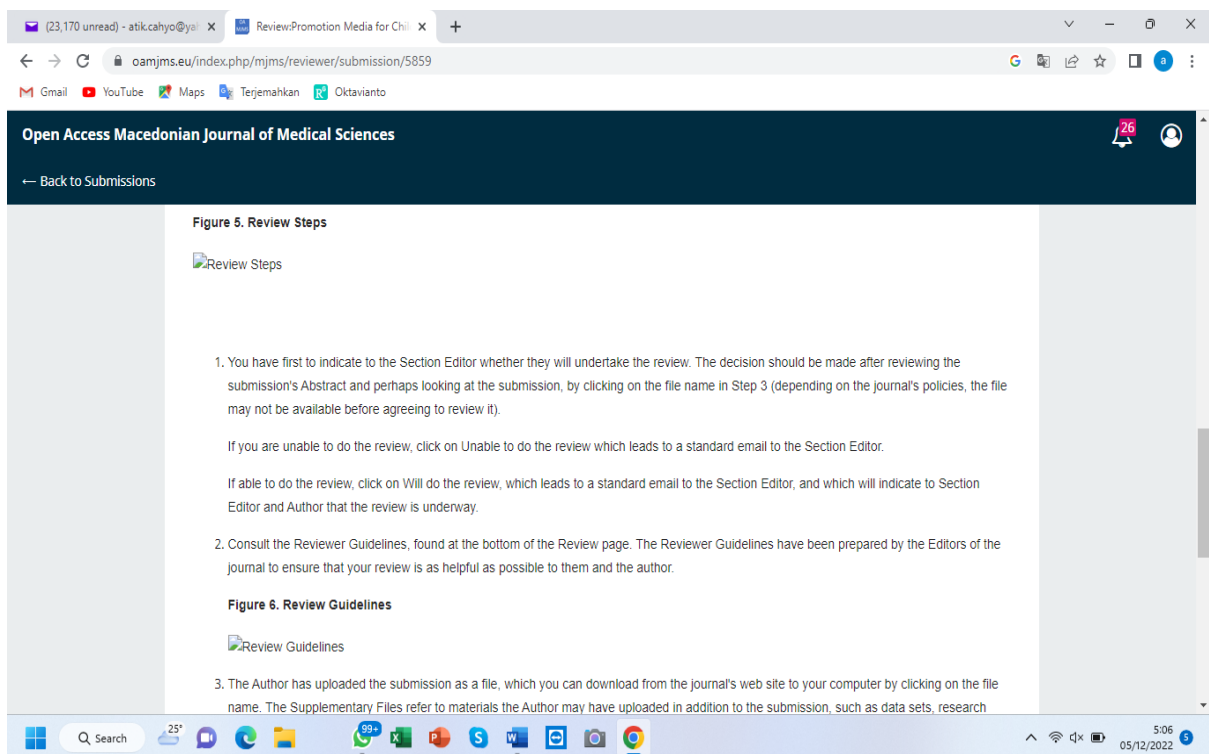 (23,170 unread) - atik.cahyo@ya
Review:Promotion Media for Chil
oamjms.eu/index.php/mjms/reviewer/submission/5859
Gmail YouTube Maps Terjemahkan Oktavianto
Open Access Macedonian Journal of Medical Sciences
26
← Back to Submissions
Figure 5. Review Steps
Review Steps
1. You have first to indicate to the Section Editor whether they will undertake the review. The decision should be made after reviewing the
submission's Abstract and perhaps looking at the submission, by clicking on the file name in Step 3 (depending on the journal's policies, the file
may not be available before agreeing to review it).
If you are unable to do the review, click on Unable to do the review which leads to a standard email to the Section Editor.
If able to do the review, click on Will do the review, which leads to a standard email to the Section Editor, and which will indicate to Section
Editor and Author that the review is underway.
2. Consult the Reviewer Guidelines, found at the bottom of the Review page. The Reviewer Guidelines have been prepared by the Editors of the
journal to ensure that your review is as helpful as possible to them and the author.
Figure 6. Review Guidelines
Review Guidelines
3. The Author has uploaded the submission as a file, which you can download from the journal's web site to your computer by clicking on the file
name. The Supplementary Files refer to materials the Author may have uploaded in addition to the submission, such as data sets, research
Search
25°
99+
5:06
05/12/2022
5